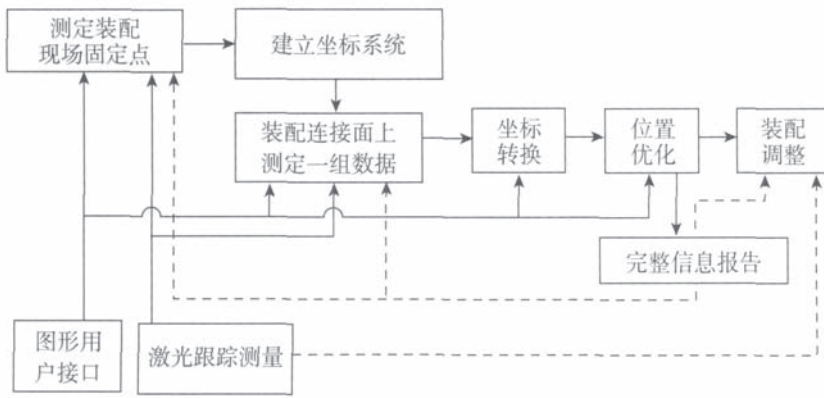 测定装配
现场固定点
建立坐标系统
装配连接面上
测定一组数据
坐标
转换
位置
优化
装配
调整
完整信息报告
图形用
户接口
激光跟踪测量